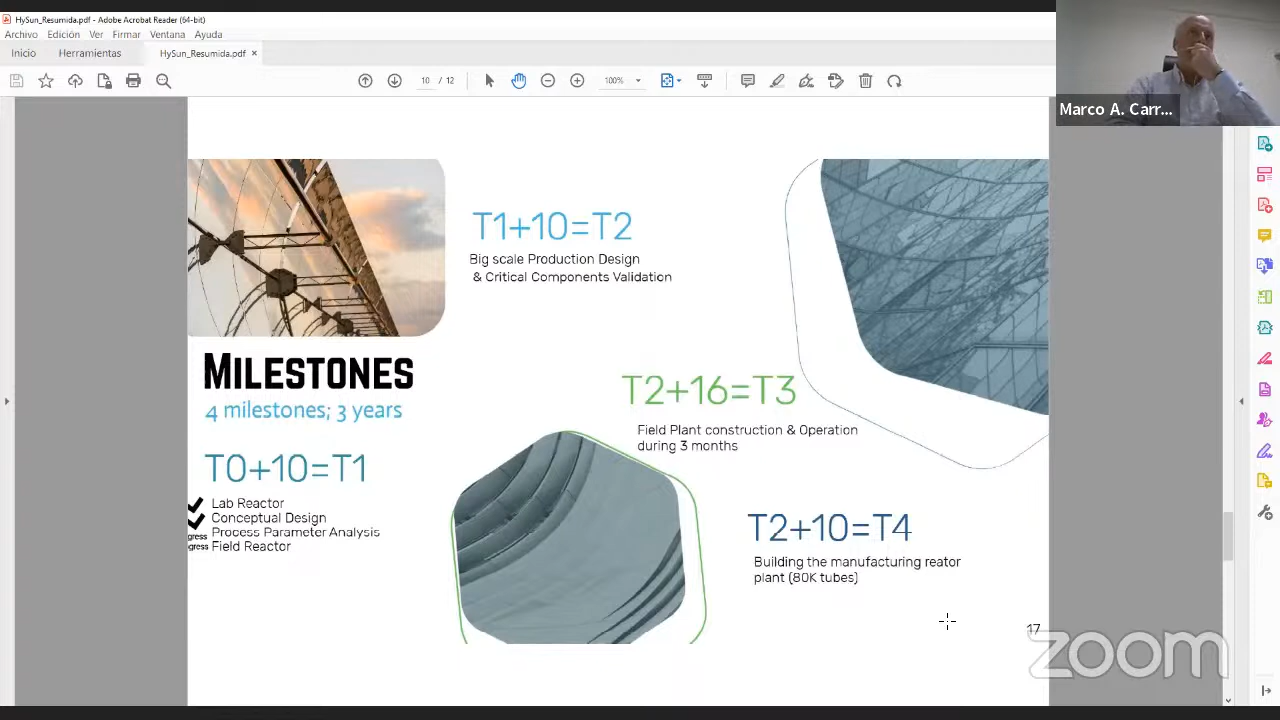 HySun_Resumida.pdf - Adobe Acrobat Reader (64-bit)
Archivo Edición Ver Firmar Ventana Ayuda
Inicio Herramientas HySun_Resumida.pdf ×
10 / 12 100%
Marco A. Carr...
T1+10=T2
Big scale Production Design
& Critical Components Validation
MILESTONES
4 milestones; 3 years
T2+16=T3
Field Plant construction & Operation
during 3 months
T0+10=T1
Lab Reactor
Conceptual Design
gress Process Parameter Analysis
gress Field Reactor
T2+10=T4
Building the manufacturing reator
plant (80K tubes)
17
zoom